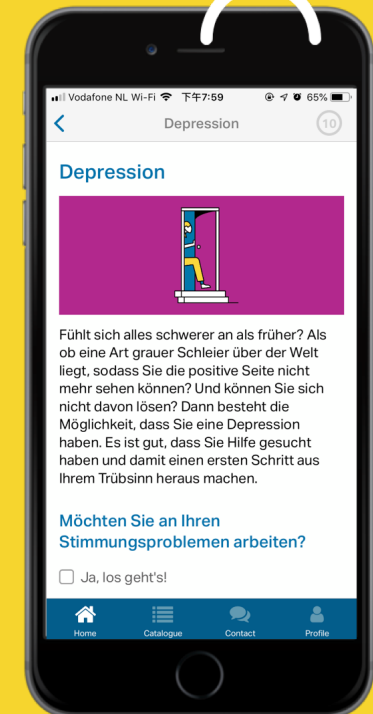 Vodafone NL Wi-Fi 下午7:59 65%
Depression 10
Depression
Fühlt sich alles schwerer an als früher? Als
ob eine Art grauer Schleier über der Welt
liegt, sodass Sie die positive Seite nicht
mehr sehen können? Und können Sie sich
nicht davon lösen? Dann besteht die
Möglichkeit, dass Sie eine Depression
haben. Es ist gut, dass Sie Hilfe gesucht
haben und damit einen ersten Schritt aus
Ihrem Trübsinn heraus machen.
Möchten Sie an Ihren
Stimmungsproblemen arbeiten?
Ja, los geht's!
Home Catalogue Contact Profile